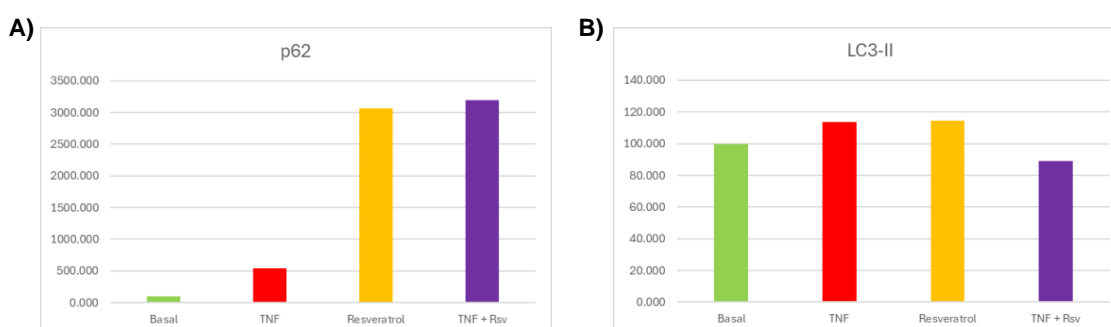 A)
p62
3500.000
3000.000
2500.000
2000.000
1500.000
1000.000
500.000
0.000
Basal TNF Resveratrol TNF + Rsv
B)
LC3-II
140.000
120.000
100.000
80.000
60.000
40.000
20.000
0.000
Basal TNF Resveratrol TNF + Rsv